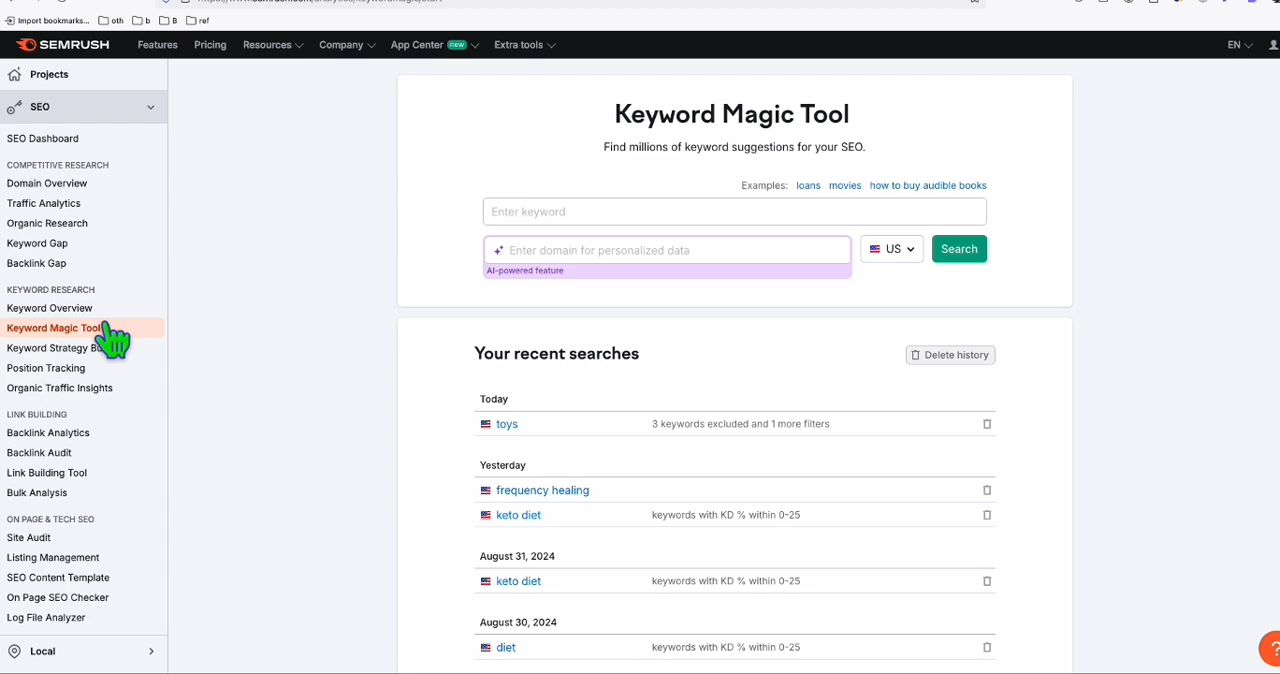 Import bookmarks... oth b B ref
SEMRUSH Features Pricing Resources Company App Center new Extra tools EN
Projects
SEO
SEO Dashboard
COMPETITIVE RESEARCH
Domain Overview
Traffic Analytics
Organic Research
Keyword Gap
Backlink Gap
KEYWORD RESEARCH
Keyword Overview
Keyword Magic Tool
Keyword Strategy
Position Tracking
Organic Traffic Insights
LINK BUILDING
Backlink Analytics
Backlink Audit
Link Building Tool
Bulk Analysis
ON PAGE & TECH SEO
Site Audit
Listing Management
SEO Content Template
On Page SEO Checker
Log File Analyzer
Local
Keyword Magic Tool
Find millions of keyword suggestions for your SEO.
Examples: loans movies how to buy audible books
Enter keyword
Enter domain for personalized data US Search
AI-powered feature
Your recent searches Delete history
Today
toys 3 keywords excluded and 1 more filters
Yesterday
frequency healing
keto diet keywords with KD % within 0-25
August 31, 2024
keto diet keywords with KD % within 0-25
August 30, 2024
diet keywords with KD % within 0-25
?